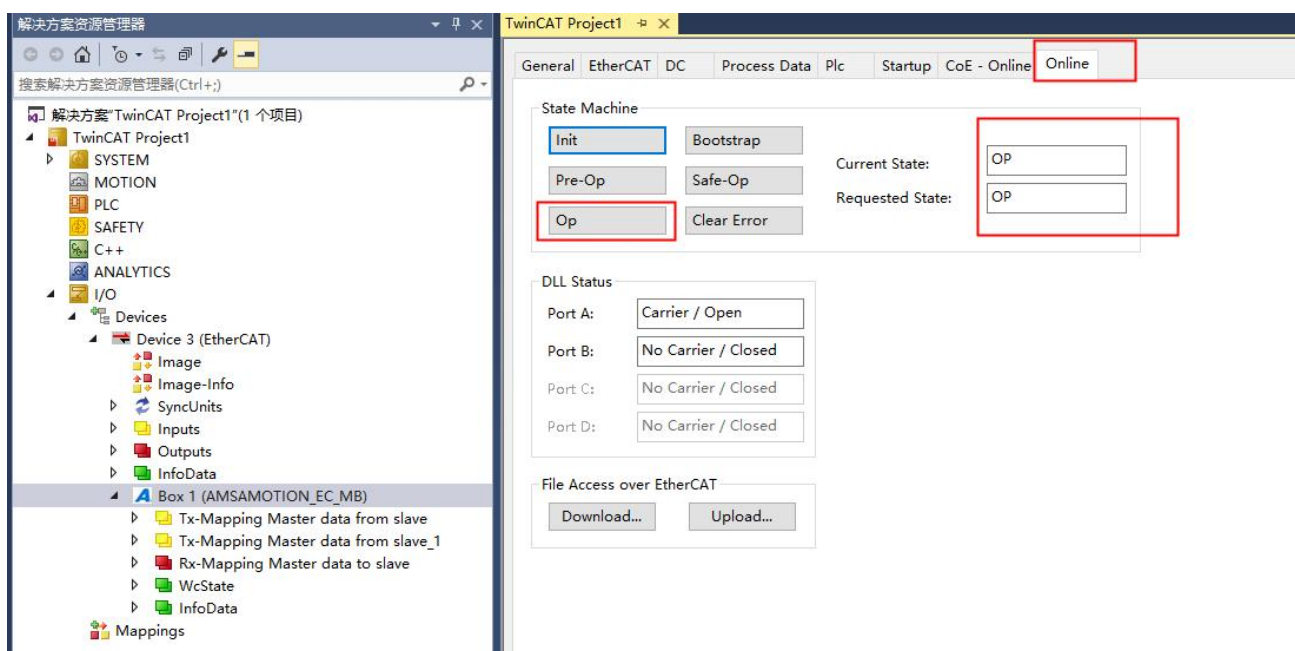 解决方案资源管理器
搜索解决方案资源管理器(Ctrl+;)
解决方案"TwinCAT Project1"(1 个项目)
TwinCAT Project1
SYSTEM
MOTION
PLC
SAFETY
C++
ANALYTICS
I/O
Devices
Device 3 (EtherCAT)
Image
Image-Info
SyncUnits
Inputs
Outputs
InfoData
Box 1 (AMSAMOTION_EC_MB)
Tx-Mapping Master data from slave
Tx-Mapping Master data from slave_1
Rx-Mapping Master data to slave
WcState
InfoData
Mappings
TwinCAT Project1
General EtherCAT DC Process Data Plc Startup CoE - Online Online
State Machine
Init Bootstrap
Pre-Op Safe-Op
Op Clear Error
Current State: OP
Requested State: OP
DLL Status
Port A: Carrier / Open
Port B: No Carrier / Closed
Port C: No Carrier / Closed
Port D: No Carrier / Closed
File Access over EtherCAT
Download... Upload...